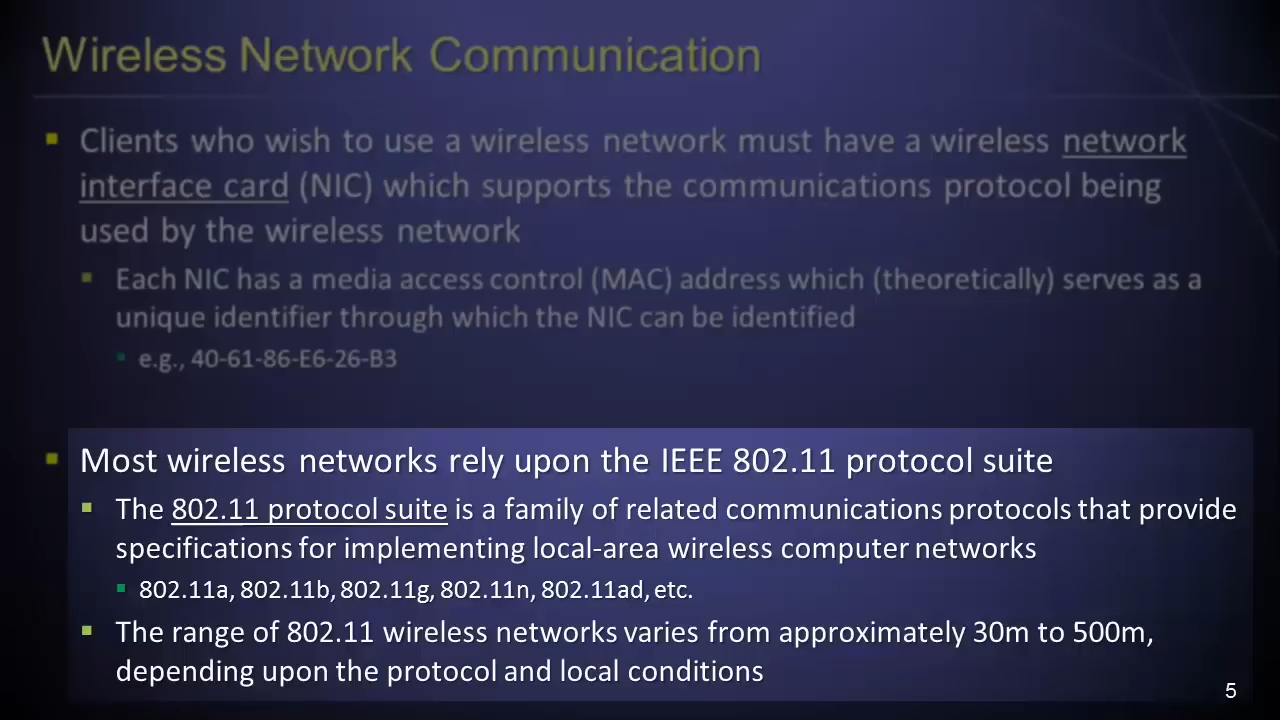 Wireless Network Communication
Clients who wish to use a wireless network must have a wireless network
interface card (NIC) which supports the communications protocol being
used by the wireless network
Each NIC has a media access control (MAC) address which (theoretically) serves as a
unique identifier through which the NIC can be identified
e.g., 40-61-86-E6-26-B3
Most wireless networks rely upon the IEEE 802.11 protocol suite
The 802.11 protocol suite is a family of related communications protocols that provide
specifications for implementing local-area wireless computer networks
802.11a, 802.11b, 802.11g, 802.11n, 802.11ad, etc.
The range of 802.11 wireless networks varies from approximately 30m to 500m,
depending upon the protocol and local conditions
5